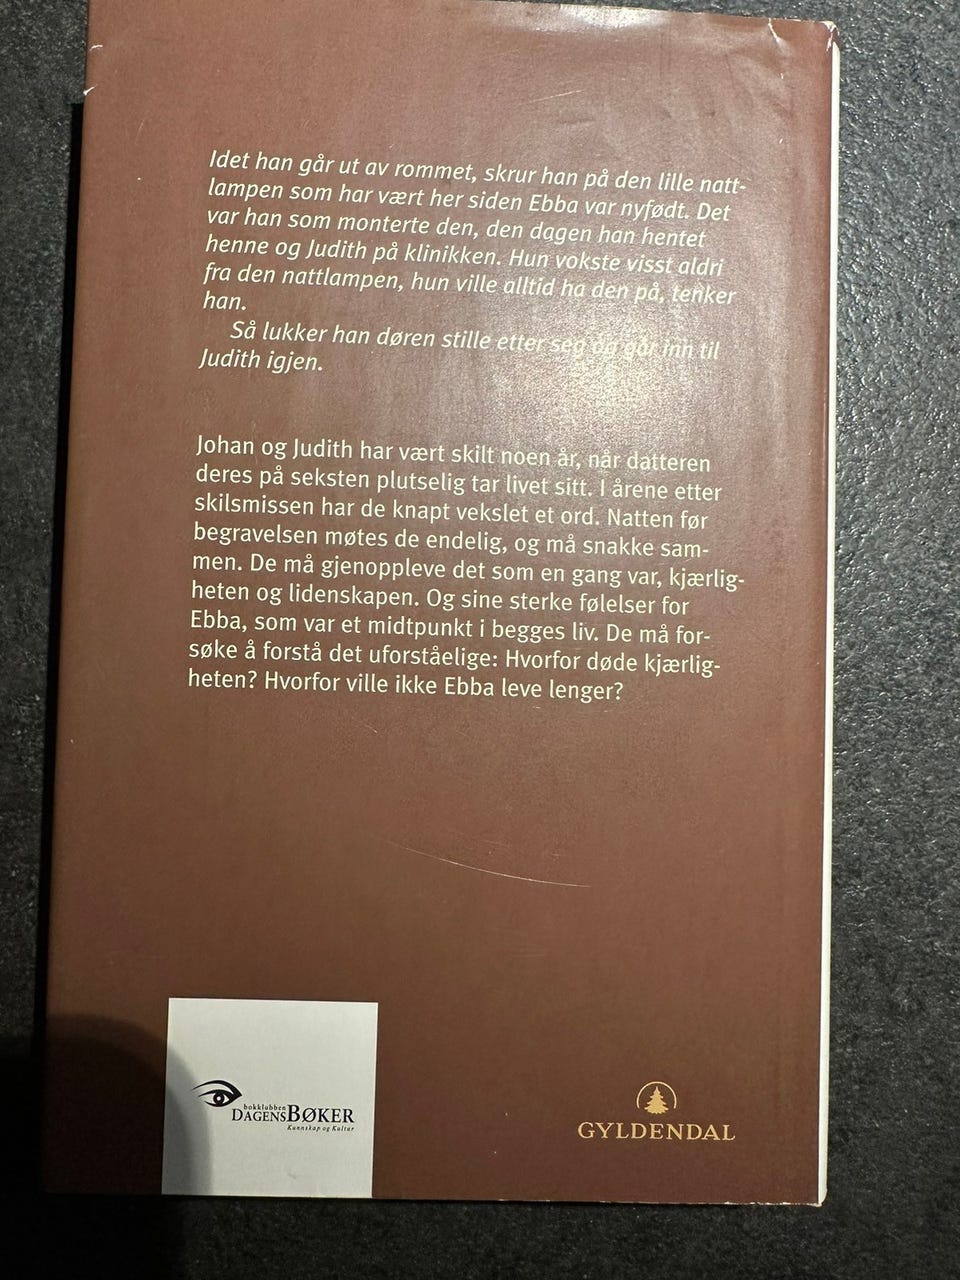 Idet han går ut av rommet, skrur han på den lille natt-
lampen som har vært her siden Ebba var nyfødt. Det
var han som monterte den, den dagen han hentet
henne og Judith på klinikken. Hun vokste visst aldri
fra den nattlampen, hun ville alltid ha den på, tenker
han.
Så lukker han døren stille etter seg og går inn til
Judith igjen.
Johan og Judith har vært skilt noen år, når datteren
deres på seksten plutselig tar livet sitt. I årene etter
skilsmissen har de knapt vekslet et ord. Natten før
begravelsen møtes de endelig, og må snakke sam-
men. De må gjenoppleve det som en gang var, kjærlig-
heten og lidenskapen. Og sine sterke følelser for
Ebba, som var et midtpunkt i begges liv. De må for-
søke å forstå det uforståelige: Hvorfor døde kjærlig-
heten? Hvorfor ville ikke Ebba leve lenger?
bokklubben
DAGENSBØKER
Kunnskap og Kultur
GYLDENDAL